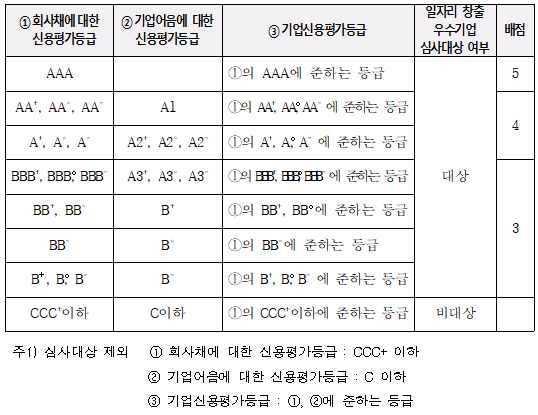 ① 회사채에 대한 신용평가등급 ② 기업어음에 대한 신용평가등급 ③ 기업신용평가등급 일자리 창출 우수기업 심사대상 여부 배점
AAA ①의 AAA에 준하는 등급 5
AA⁺, AA⁰, AA⁻ A1 ①의 AA⁺, AA⁰, AA⁻ 에 준하는 등급 4
A⁺, A⁰, A⁻ A2⁺, A2⁰, A2⁻ ①의 A⁺, A⁰, A⁻ 에 준하는 등급
BBB⁺, BBB⁰, BBB⁻ A3⁺, A3⁰, A3⁻ ①의 BBB⁺, BBB⁰, BBB⁻ 에 준하는 등급 대상 3
BB⁺, BB⁰ B⁺ ①의 BB⁺, BB⁰에 준하는 등급
BB⁻ B⁰ ①의 BB⁻에 준하는 등급
B⁺, B⁰, B⁻ B⁻ ①의 B⁺, B⁰, B⁻ 에 준하는 등급
CCC⁺이하 C이하 ①의 CCC⁺이하에 준하는 등급 비대상
주1) 심사대상 제외 ① 회사채에 대한 신용평가등급 : CCC+ 이하
② 기업어음에 대한 신용평가등급 : C 이하
③ 기업신용평가등급 : ①, ②에 준하는 등급